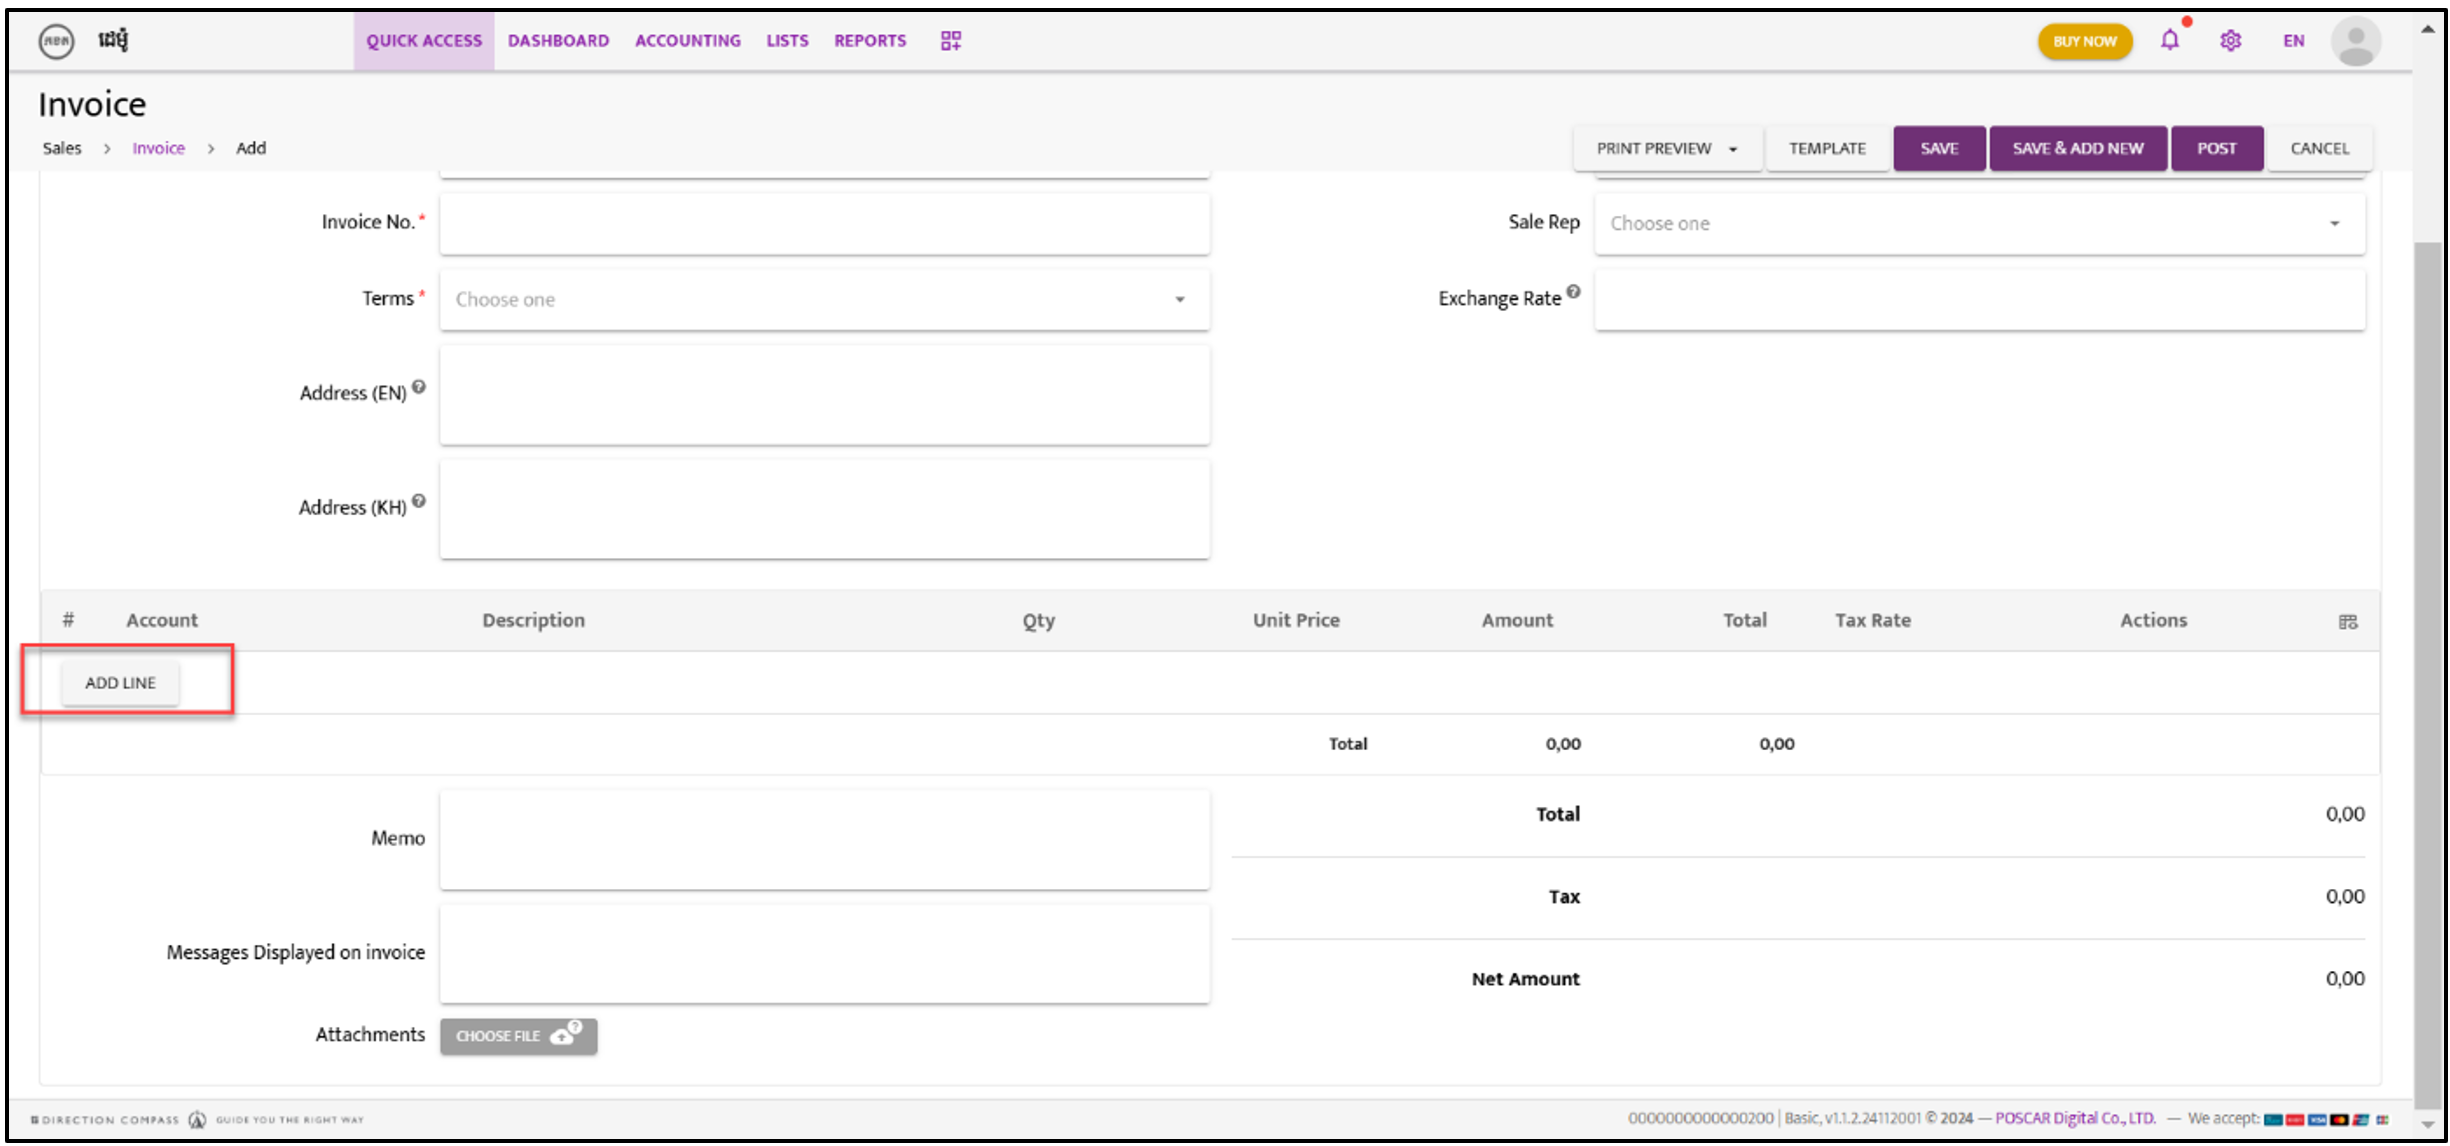 ដេម៉ូ QUICK ACCESS DASHBOARD ACCOUNTING LISTS REPORTS BUY NOW EN
Invoice
Sales > Invoice > Add PRINT PREVIEW TEMPLATE SAVE SAVE & ADD NEW POST CANCEL
Invoice No.* Sale Rep Choose one
Terms* Choose one Exchange Rate
Address (EN)
Address (KH)
# Account Description Qty Unit Price Amount Total Tax Rate Actions
ADD LINE
Total 0,00 0,00
Memo Total 0,00
Tax 0,00
Messages Displayed on invoice
Net Amount 0,00
Attachments CHOOSE FILE
DIRECTION COMPASS GUIDE YOU THE RIGHT WAY 0000000000000200 | Basic, v1.1.2.24112001 © 2024 — POSCAR Digital Co., LTD. — We accept: